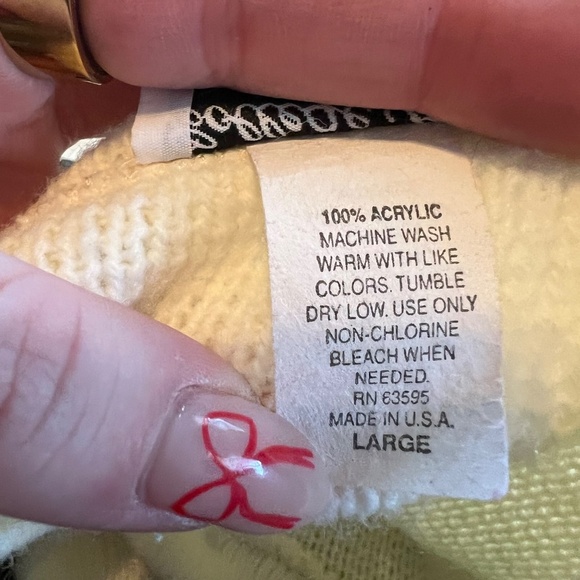 100% ACRYLIC
MACHINE WASH
WARM WITH LIKE
COLORS. TUMBLE
DRY LOW. USE ONLY
NON-CHLORINE
BLEACH WHEN
NEEDED.
RN 63595
MADE IN U.S.A.
LARGE